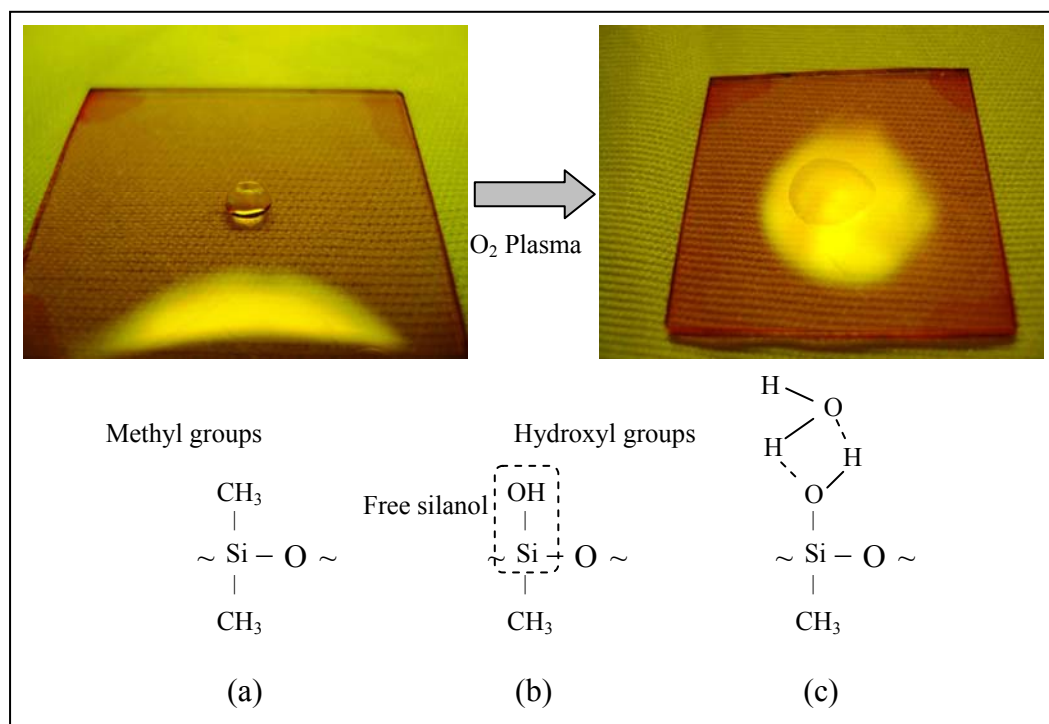 O₂ Plasma
Methyl groups
Hydroxyl groups
Free silanol
CH₃
|
~ Si – O ~
|
CH₃
OH
|
~ Si – O ~
|
CH₃
H
O
H
H
O
|
~ Si – O ~
|
CH₃
(a)
(b)
(c)